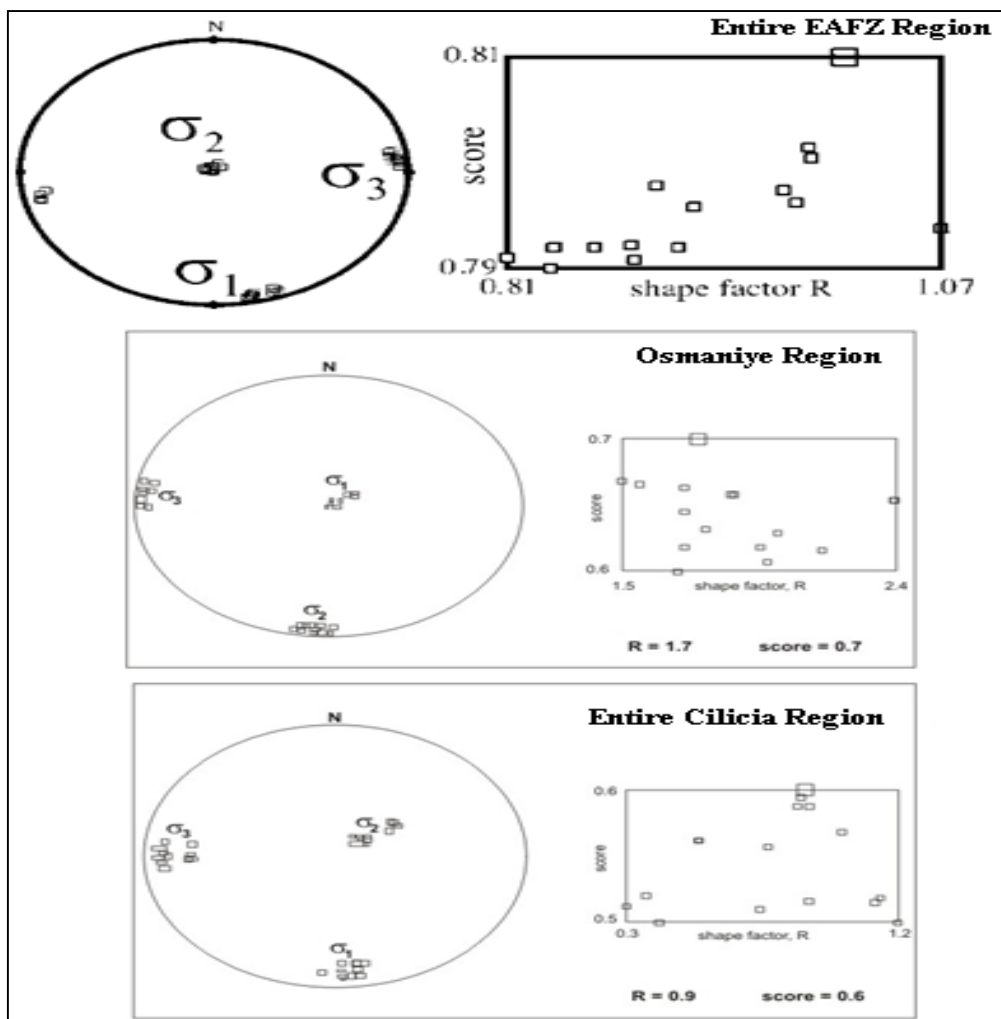 N
Entire EAFZ Region
0.81
σ2
σ3
score
σ1
0.79
0.81
shape factor R
1.07
N
Osmaniye Region
0.7
σ1
σ3
score
σ2
0.6
1.5
shape factor, R
2.4
R = 1.7
score = 0.7
N
Entire Cilicia Region
0.6
σ2
σ3
score
0.5
0.3
shape factor, R
1.2
σ1
R = 0.9
score = 0.6